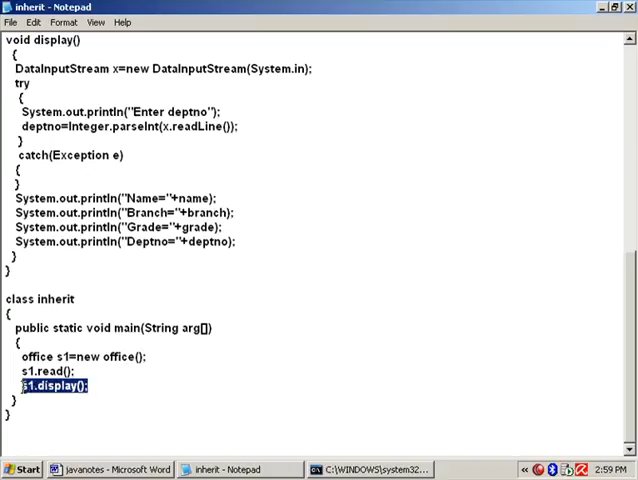 inherit - Notepad
File Edit Format View Help
void display()
{
DataInputStream x=new DataInputStream(System.in);
try
{
System.out.println("Enter deptno");
deptno=Integer.parseInt(x.readLine());
}
catch(Exception e)
{
}
System.out.println("Name="+name);
System.out.println("Branch="+branch);
System.out.println("Grade="+grade);
System.out.println("Deptno="+deptno);
}
}
class inherit
{
public static void main(String arg[])
{
office s1=new office();
s1.read();
s1.display();
}
}
Start javanotes - Microsoft Word inherit - Notepad C:\WINDOWS\system32... « 2:59 PM